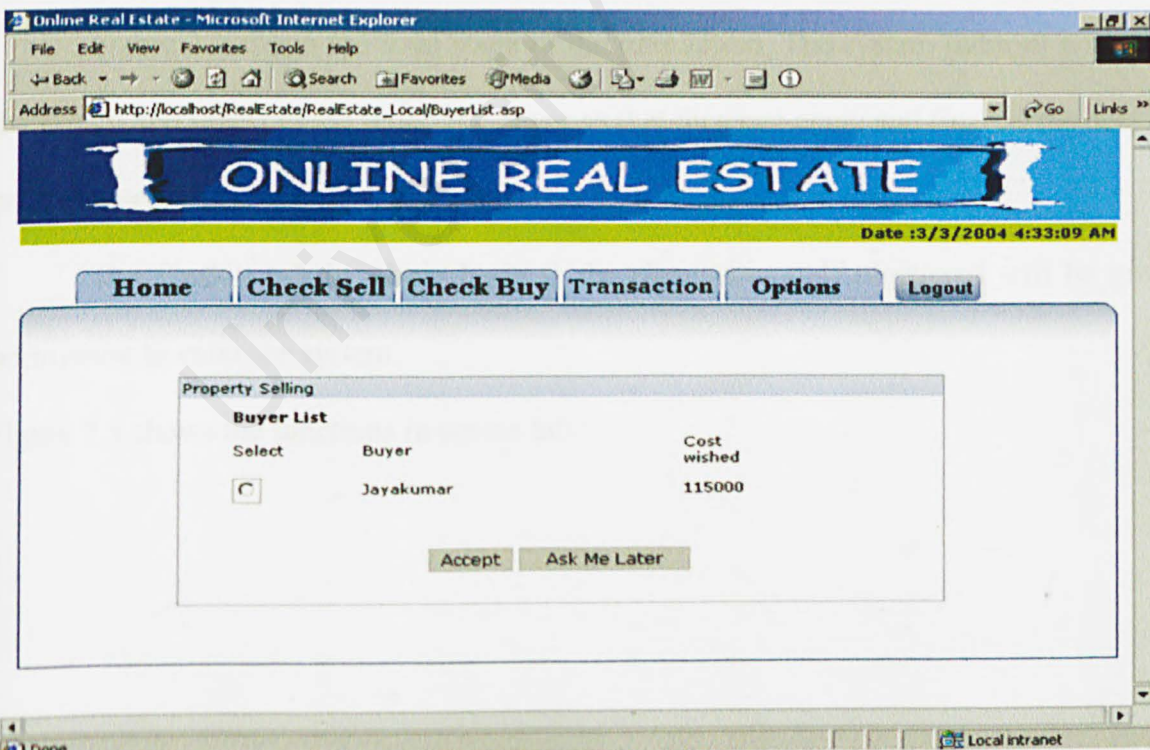 Online Real Estate - Microsoft Internet Explorer
File Edit View Favorites Tools Help
Back Search Favorites Media
Address http://localhost/RealEstate/RealEstate_Local/BuyerList.asp Go Links »
ONLINE REAL ESTATE
Date :3/3/2004 4:33:09 AM
Home Check Sell Check Buy Transaction Options Logout
Property Selling
Buyer List
Select Buyer Cost wished
Jayakumar 115000
Accept Ask Me Later
Done Local intranet
University